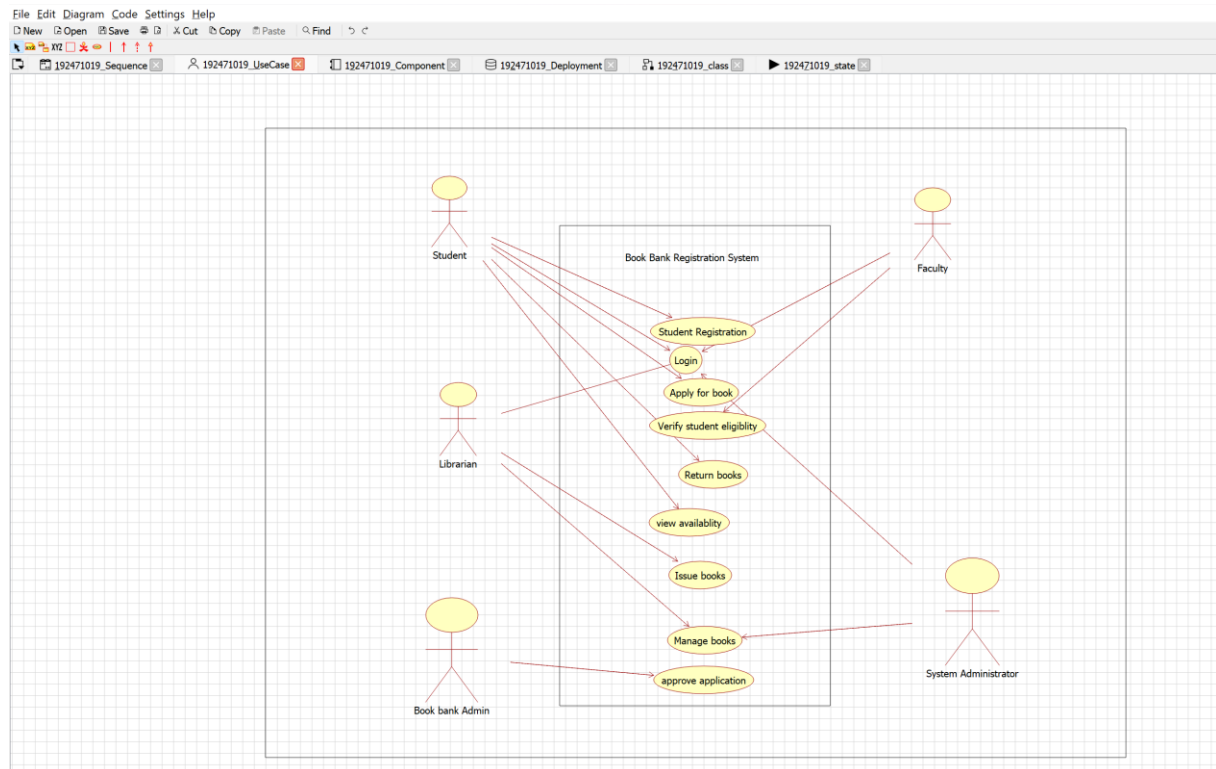 File Edit Diagram Code Settings Help
New Open Save Cut Copy Paste Find
XYZ
192471019_Sequence 192471019_UseCase 192471019_Component 192471019_Deployment 192471019_class 192471019_state
Student
Faculty
Book Bank Registration System
Student Registration
Login
Apply for book
Verify student eligiblity
Librarian
Return books
view availablity
Issue books
Manage books
System Administrator
approve application
Book bank Admin